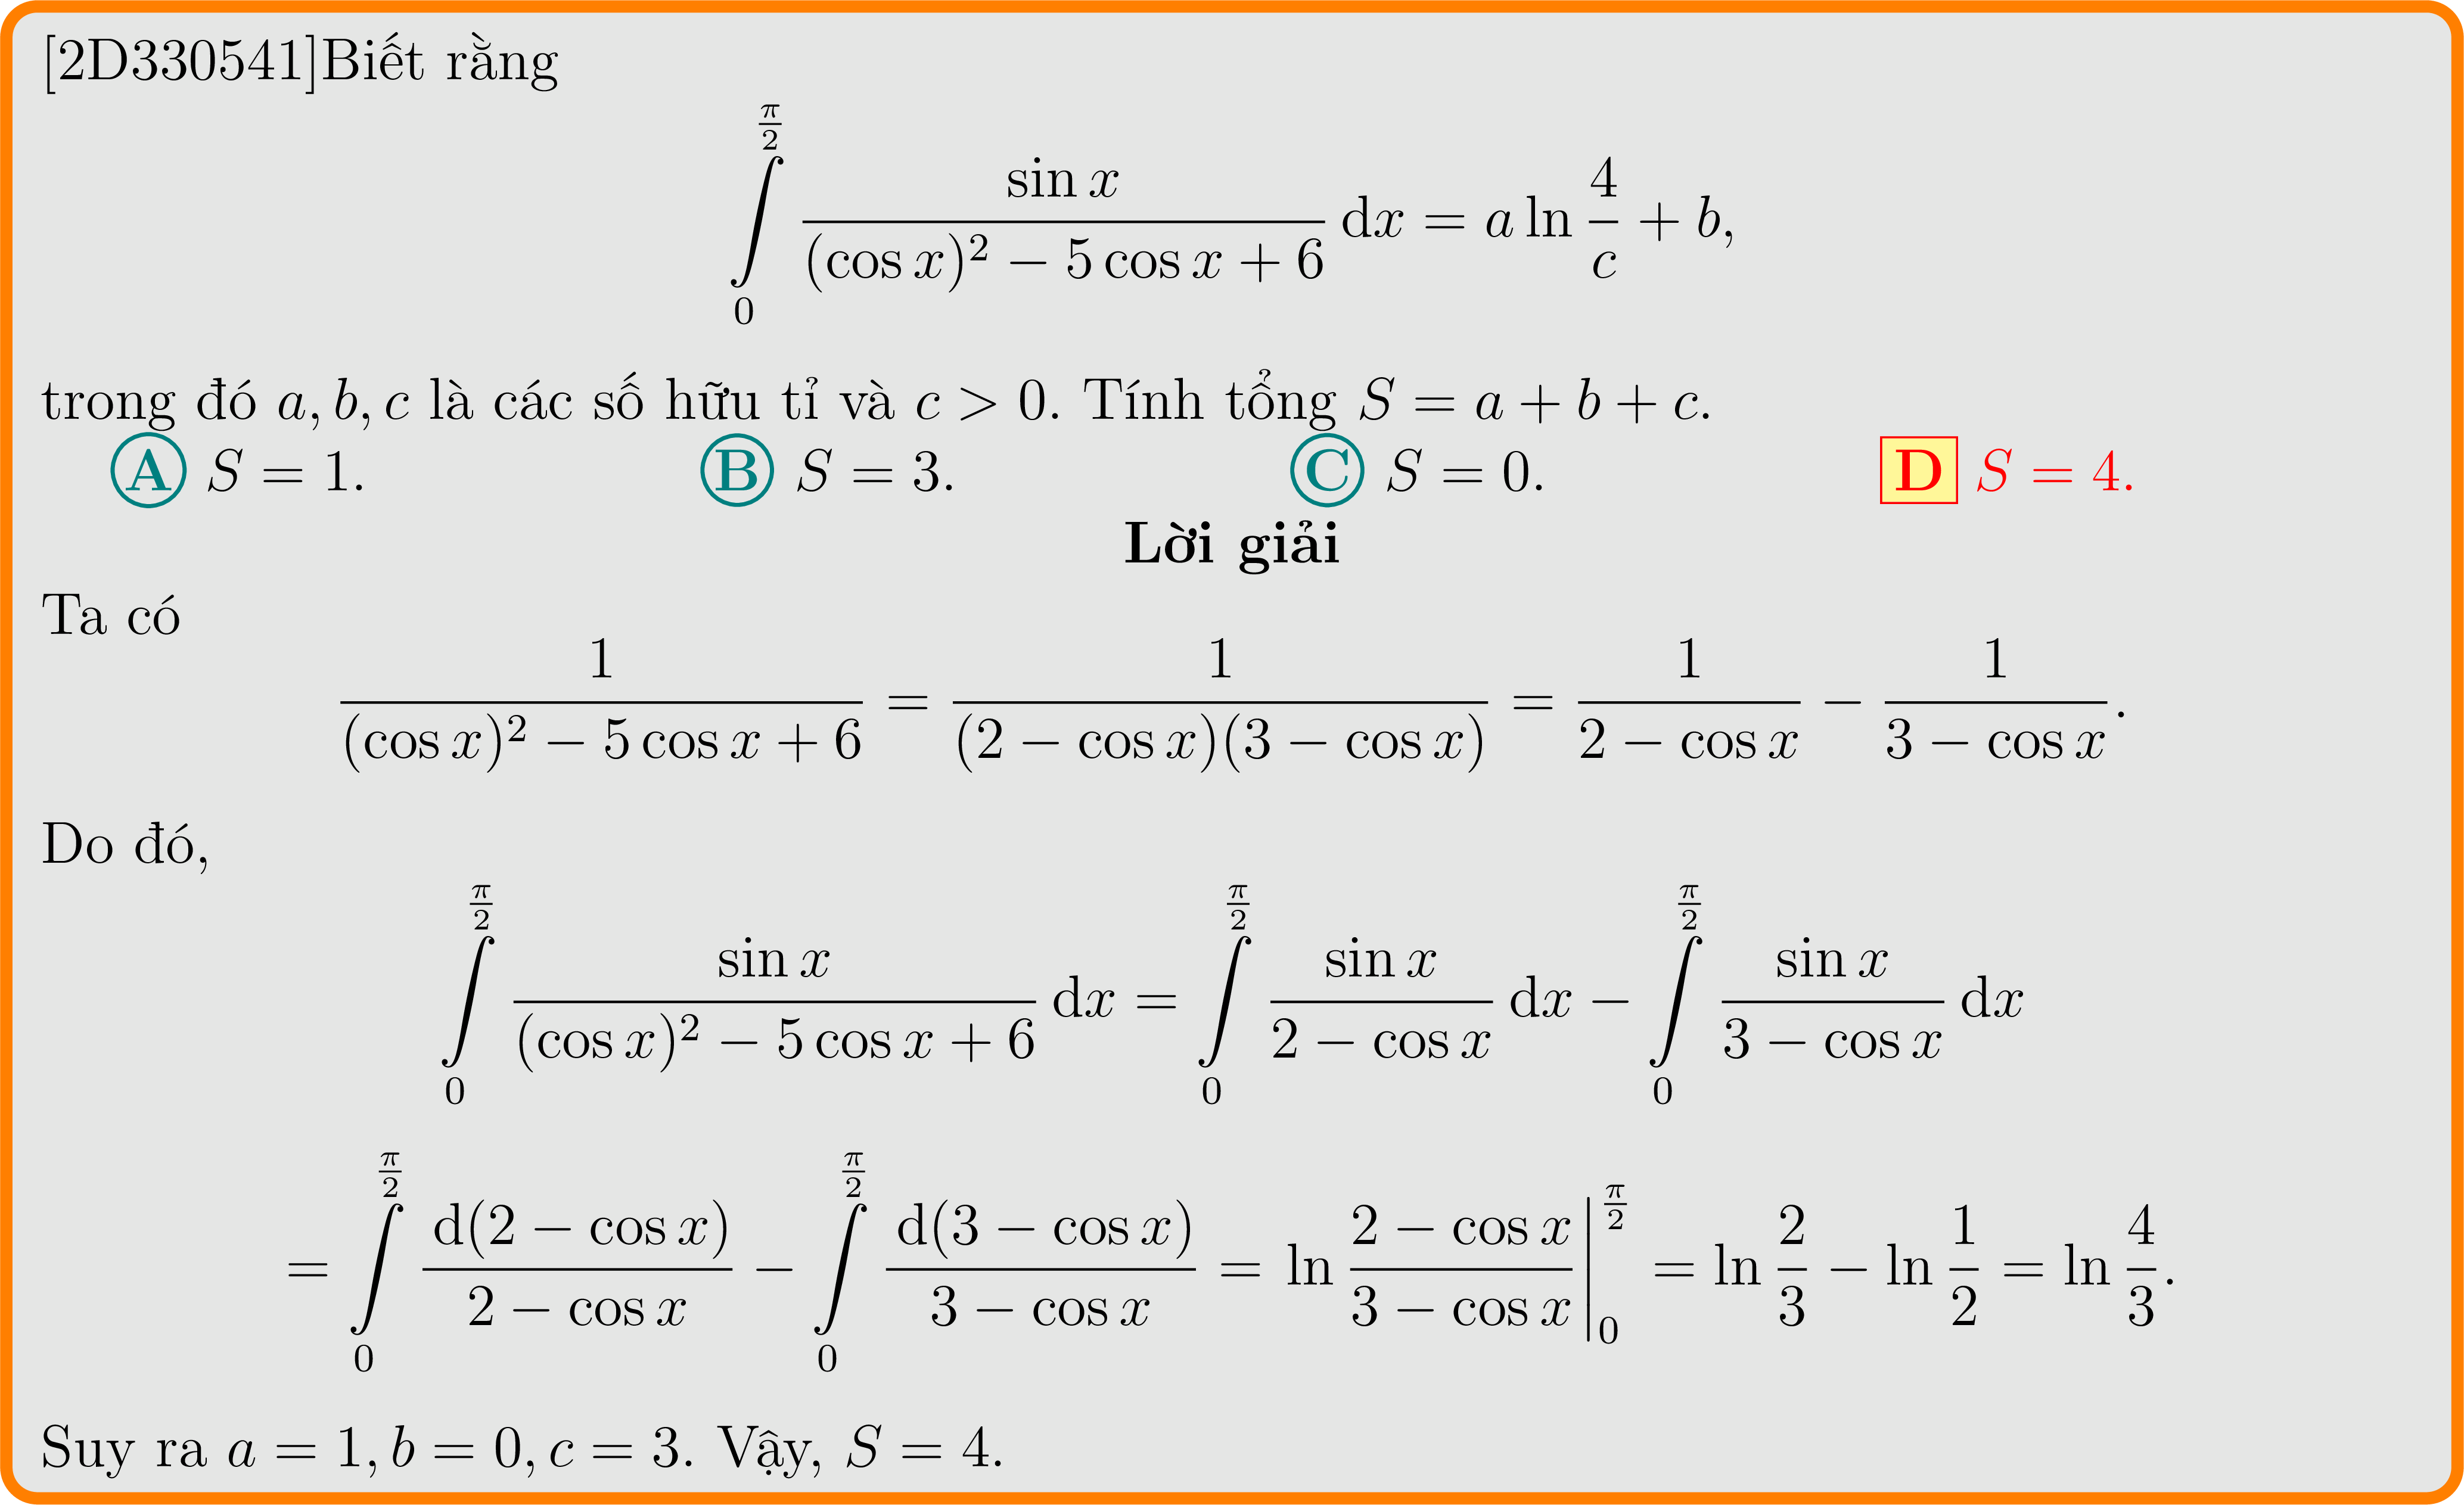 [2D330541]Biết rằng
$\int\limits_0^{\frac{\pi}{2}} \frac{\sin x}{(\cos x)^2 - 5\cos x + 6}\,\mathrm{d}x = a\ln\frac{4}{c} + b,$
trong đó $a, b, c$ là các số hữu tỉ và $c > 0$. Tính tổng $S = a + b + c$.
A $S = 1.$ B $S = 3.$ C $S = 0.$ D $S = 4.$
Lời giải
Ta có
$\frac{1}{(\cos x)^2 - 5\cos x + 6} = \frac{1}{(2 - \cos x)(3 - \cos x)} = \frac{1}{2 - \cos x} - \frac{1}{3 - \cos x}.$
Do đó,
$\int\limits_0^{\frac{\pi}{2}} \frac{\sin x}{(\cos x)^2 - 5\cos x + 6}\,\mathrm{d}x = \int\limits_0^{\frac{\pi}{2}} \frac{\sin x}{2 - \cos x}\,\mathrm{d}x - \int\limits_0^{\frac{\pi}{2}} \frac{\sin x}{3 - \cos x}\,\mathrm{d}x$
$= \int\limits_0^{\frac{\pi}{2}} \frac{\mathrm{d}(2 - \cos x)}{2 - \cos x} - \int\limits_0^{\frac{\pi}{2}} \frac{\mathrm{d}(3 - \cos x)}{3 - \cos x} = \ln\frac{2 - \cos x}{3 - \cos x}\Big|_0^{\frac{\pi}{2}} = \ln\frac{2}{3} - \ln\frac{1}{2} = \ln\frac{4}{3}.$
Suy ra $a = 1, b = 0, c = 3$. Vậy, $S = 4$.